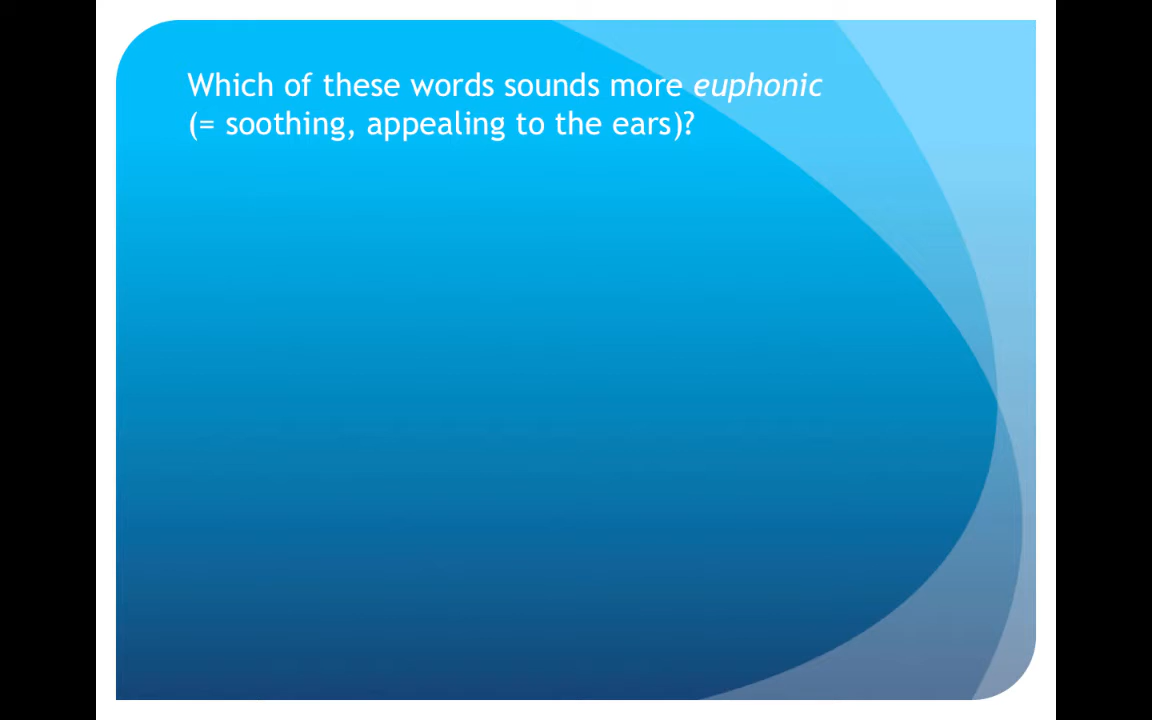 Which of these words sounds more euphonic
(= soothing, appealing to the ears)?